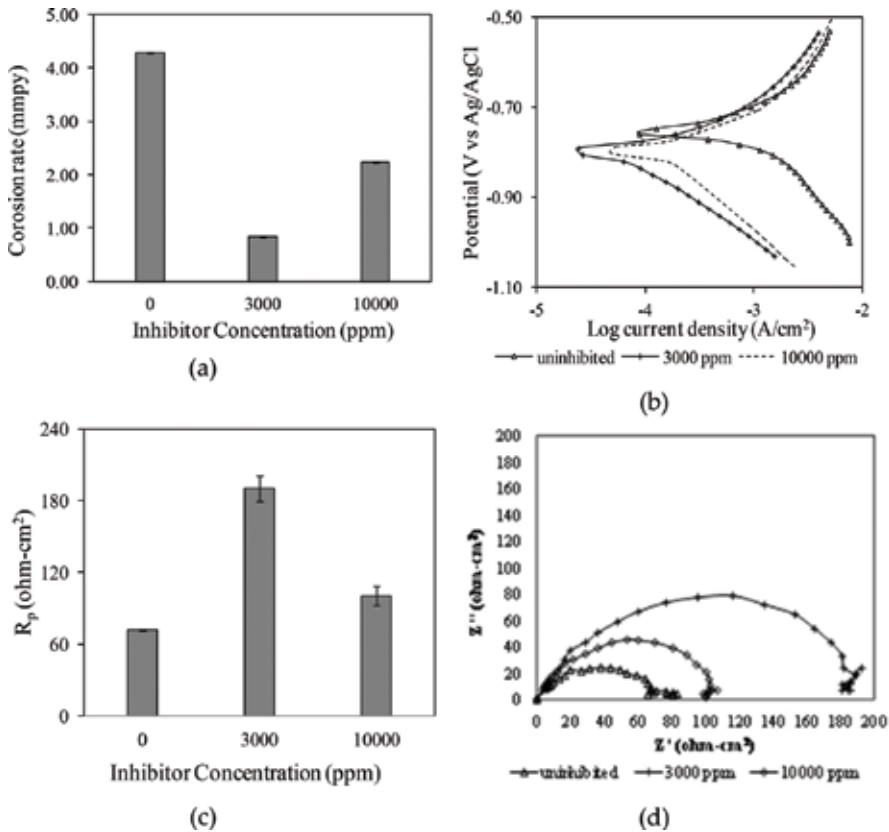 5.00
4.00
3.00
2.00
1.00
0.00
Corosion rate (mmpy)
0 3000 10000
Inhibitor Concentration (ppm)
(a)
-0.50
-0.70
-0.90
-1.10
Potential (V vs Ag/AgCl
-5 -4 -3 -2
Log current density (A/cm²)
uninhibited 3000 ppm 10000 ppm
(b)
240
180
120
60
0
Rp (ohm-cm²)
0 3000 10000
Inhibitor Concentration (ppm)
(c)
200
180
160
140
120
100
80
60
40
20
0
Z'' (ohm-cm²)
0 20 40 60 80 100 120 140 160 180 200
Z' (ohm-cm²)
uninhibited 3000 ppm 10000 ppm
(d)